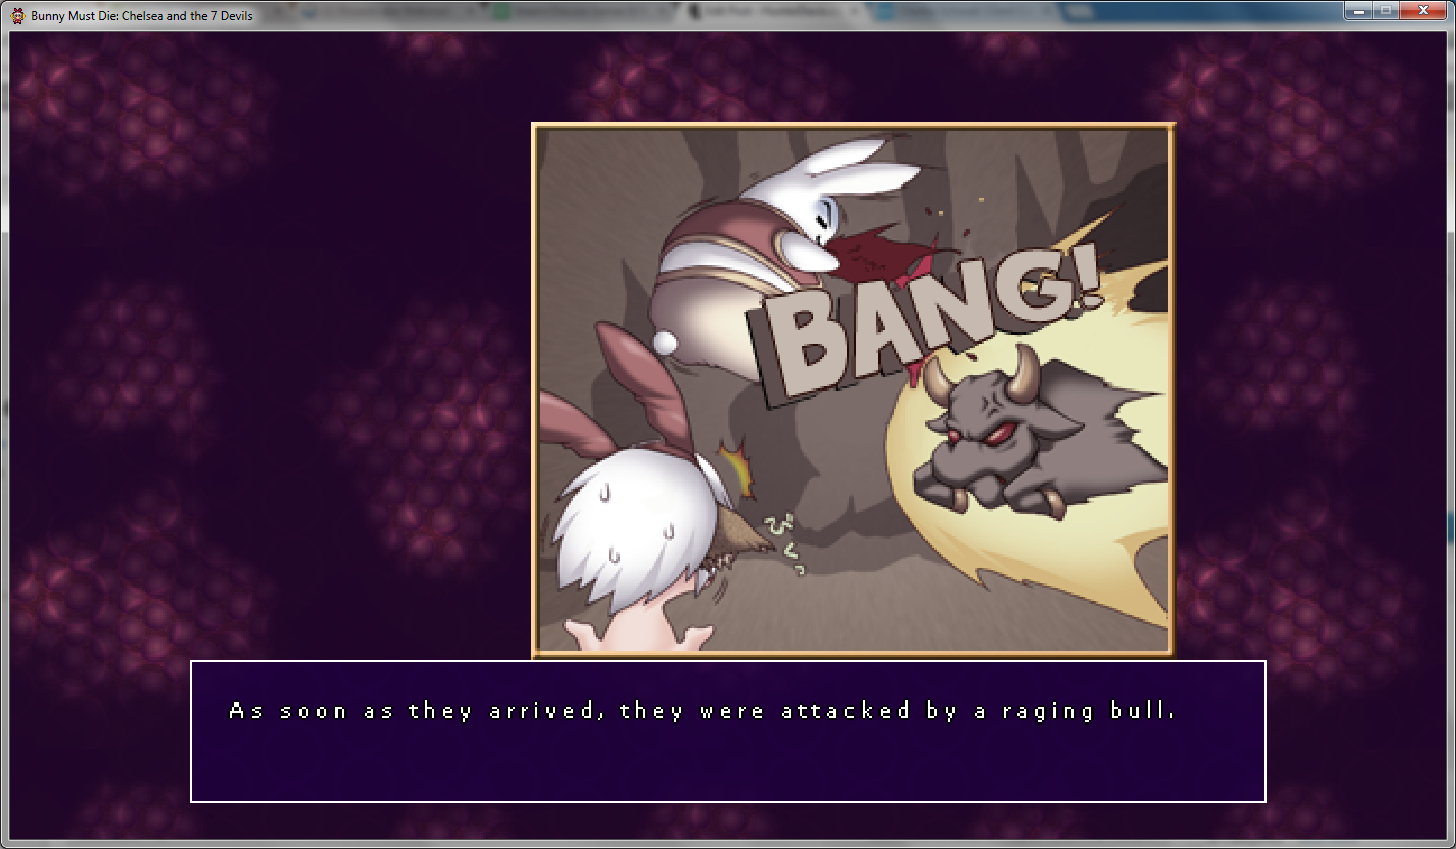 Bunny Must Die: Chelsea and the 7 Devils
BANG!
As soon as they arrived, they were attacked by a raging bull.